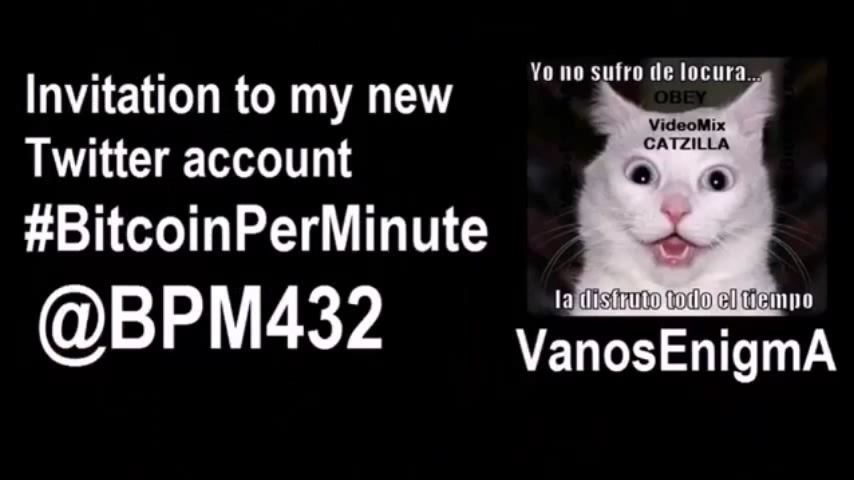 Invitation to my new
Twitter account
#BitcoinPerMinute
@BPM432
Yo no sufro de locura...
OBEY
VideoMix
CATZILLA
la disfruto todo el tiempo
VanosEnigmA